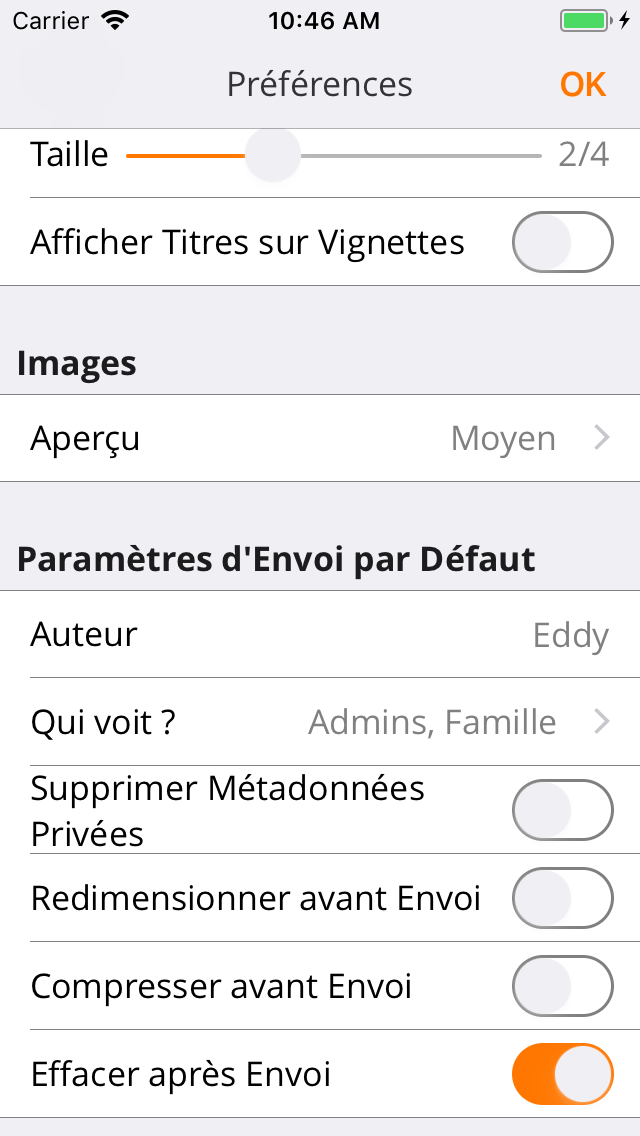 Carrier 10:46 AM
Préférences OK
Taille 2/4
Afficher Titres sur Vignettes
Images
Aperçu Moyen
Paramètres d'Envoi par Défaut
Auteur Eddy
Qui voit ? Admins, Famille
Supprimer Métadonnées
Privées
Redimensionner avant Envoi
Compresser avant Envoi
Effacer après Envoi